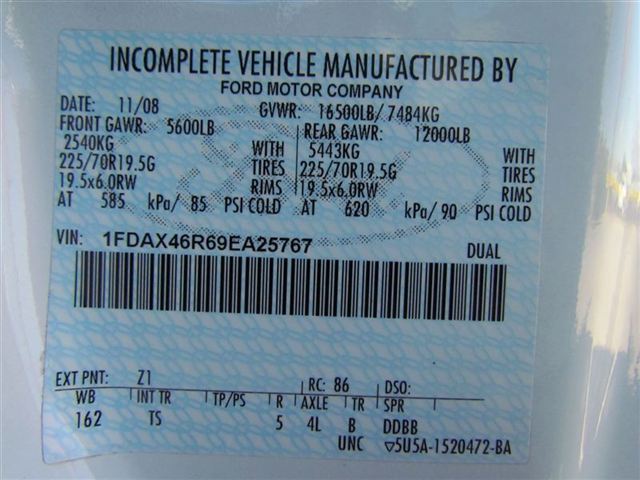 INCOMPLETE VEHICLE MANUFACTURED BY
FORD MOTOR COMPANY
DATE: 11/08 GVWR: 16500LB/ 7484KG
FRONT GAWR: 5600LB REAR GAWR: 12000LB
2540KG WITH 5443KG WITH
225/70R19.5G TIRES 225/70R19.5G TIRES
19.5x6.0RW RIMS 19.5x6.0RW RIMS
AT 585 kPa/ 85 PSI COLD AT 620 kPa/ 90 PSI COLD
VIN: 1FDAX46R69EA25767 DUAL
EXT PNT: Z1 RC: 86 DSO:
WB INT TR TP/PS R AXLE TR SPR
162 TS 5 4L B DDBB
UNC ▽5U5A-1520472-BA